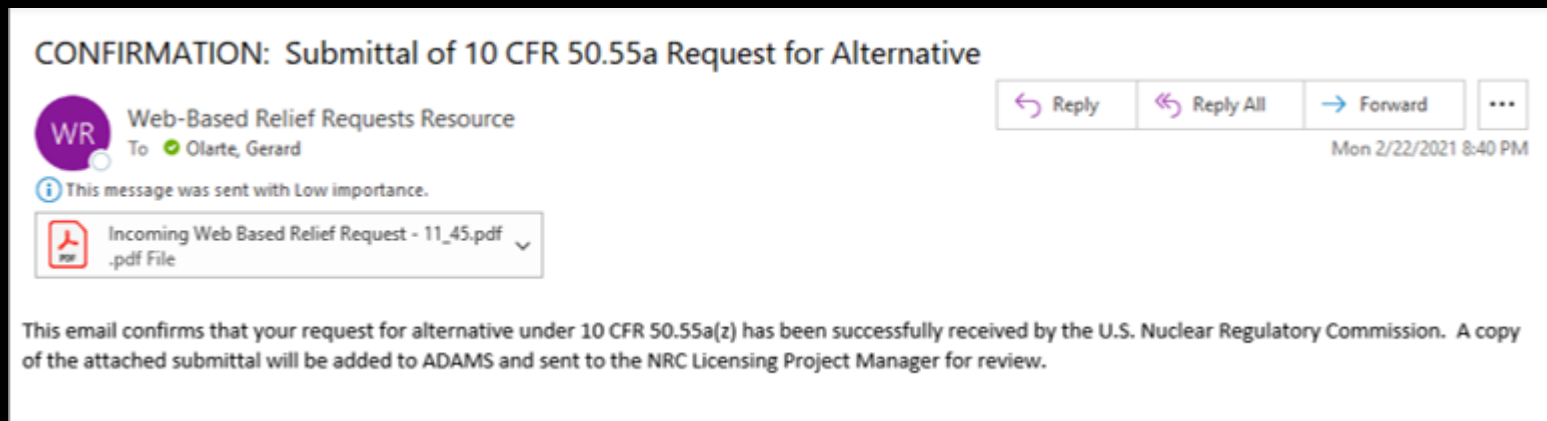 CONFIRMATION: Submittal of 10 CFR 50.55a Request for Alternative
WR
Web-Based Relief Requests Resource
To Olarte, Gerard
Reply
Reply All
Forward
Mon 2/22/2021 8:40 PM
This message was sent with Low importance.
PDF
Incoming Web Based Relief Request - 11_45.pdf
.pdf File
This email confirms that your request for alternative under 10 CFR 50.55a(z) has been successfully received by the U.S. Nuclear Regulatory Commission. A copy
of the attached submittal will be added to ADAMS and sent to the NRC Licensing Project Manager for review.